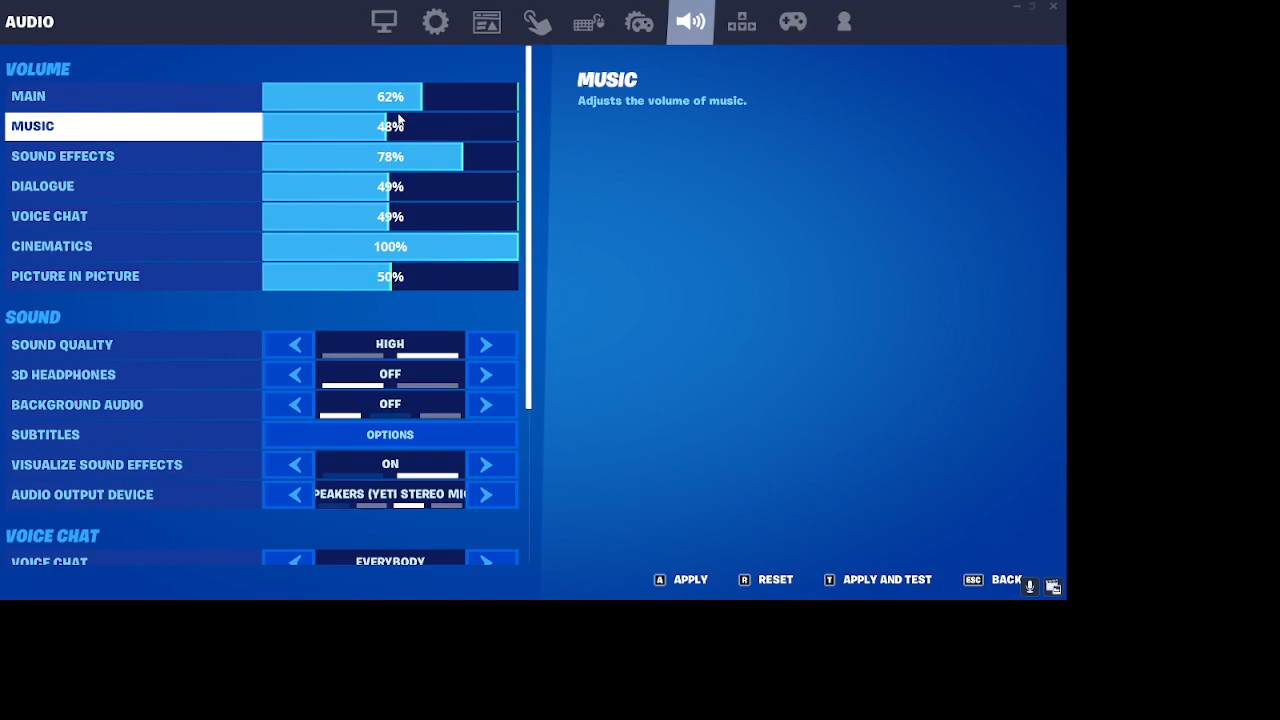 AUDIO
VOLUME
MAIN 62%
MUSIC 48%
SOUND EFFECTS 78%
DIALOGUE 49%
VOICE CHAT 49%
CINEMATICS 100%
PICTURE IN PICTURE 50%
SOUND
SOUND QUALITY HIGH
3D HEADPHONES OFF
BACKGROUND AUDIO OFF
SUBTITLES OPTIONS
VISUALIZE SOUND EFFECTS ON
AUDIO OUTPUT DEVICE PEAKERS (YETI STEREO MI
VOICE CHAT
VOICE CHAT EVERYBODY
MUSIC
Adjusts the volume of music.
A APPLY R RESET T APPLY AND TEST ESC BACK